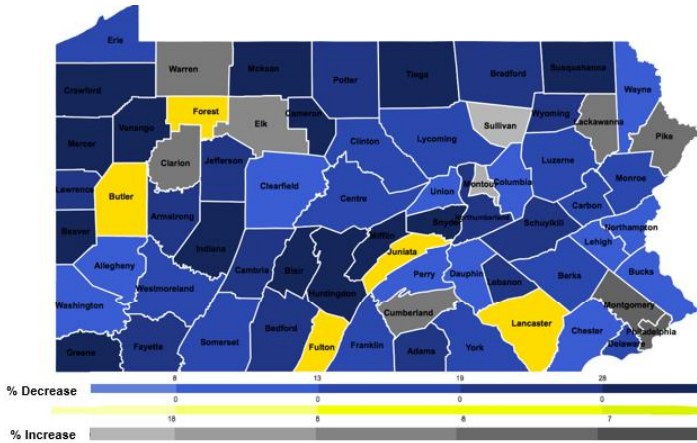 Erie
Warren
Mckean
Potter
Tioga
Bradford
Susquehanna
Wayne
Crawford
Forest
Cameron
Wyoming
Lackawanna
Elk
Sullivan
Pike
Mercer
Venango
Clarion
Jefferson
Clinton
Lycoming
Luzerne
Lawrence
Butler
Clearfield
Centre
Union
Montour
Columbia
Monroe
Carbon
Armstrong
Snyder
Northumberland
Schuylkill
Northampton
Beaver
Indiana
Mifflin
Lehigh
Allegheny
Cambria
Blair
Juniata
Perry
Dauphin
Lebanon
Berks
Bucks
Westmoreland
Huntingdon
Washington
Cumberland
Montgomery
Lancaster
Philadelphia
Somerset
Bedford
Fulton
Franklin
Adams
York
Chester
Delaware
Greene
Fayette
% Decrease
6 13 19 28
0 0 0 0
16 8 8 7
% Increase